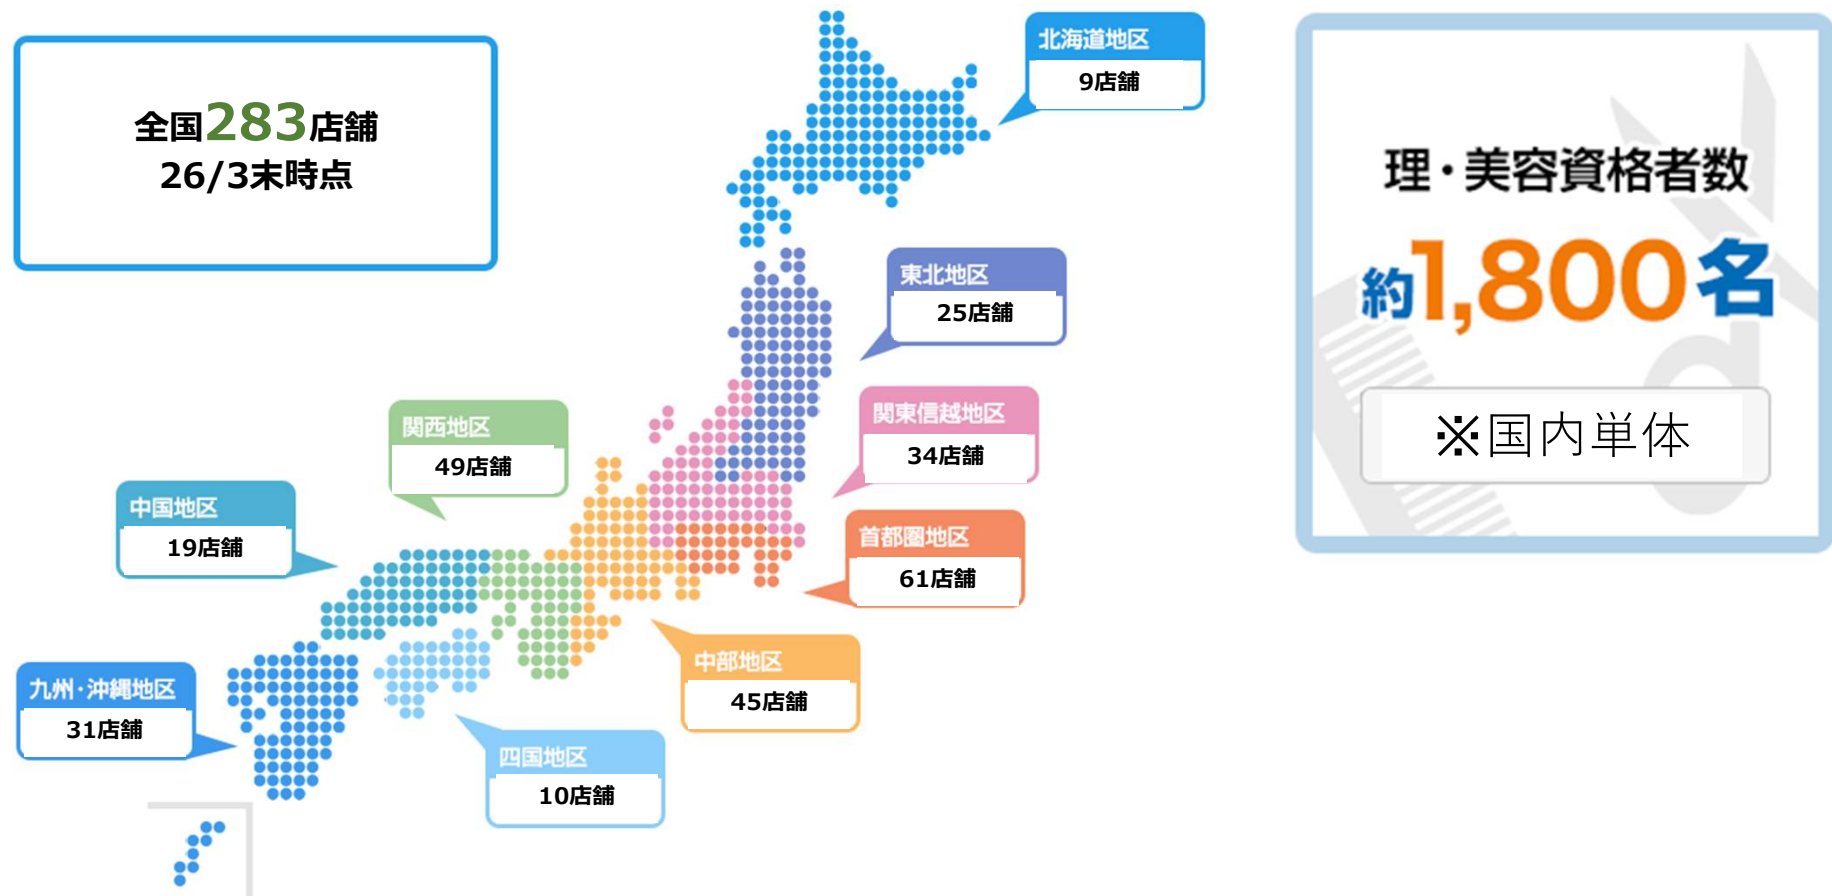 全国283店舗
26/3末時点
北海道地区
9店舗
東北地区
25店舗
関東信越地区
34店舗
関西地区
49店舗
中国地区
19店舗
首都圏地区
61店舗
中部地区
45店舗
九州・沖縄地区
31店舗
四国地区
10店舗
理・美容資格者数
約1,800名
※国内単体